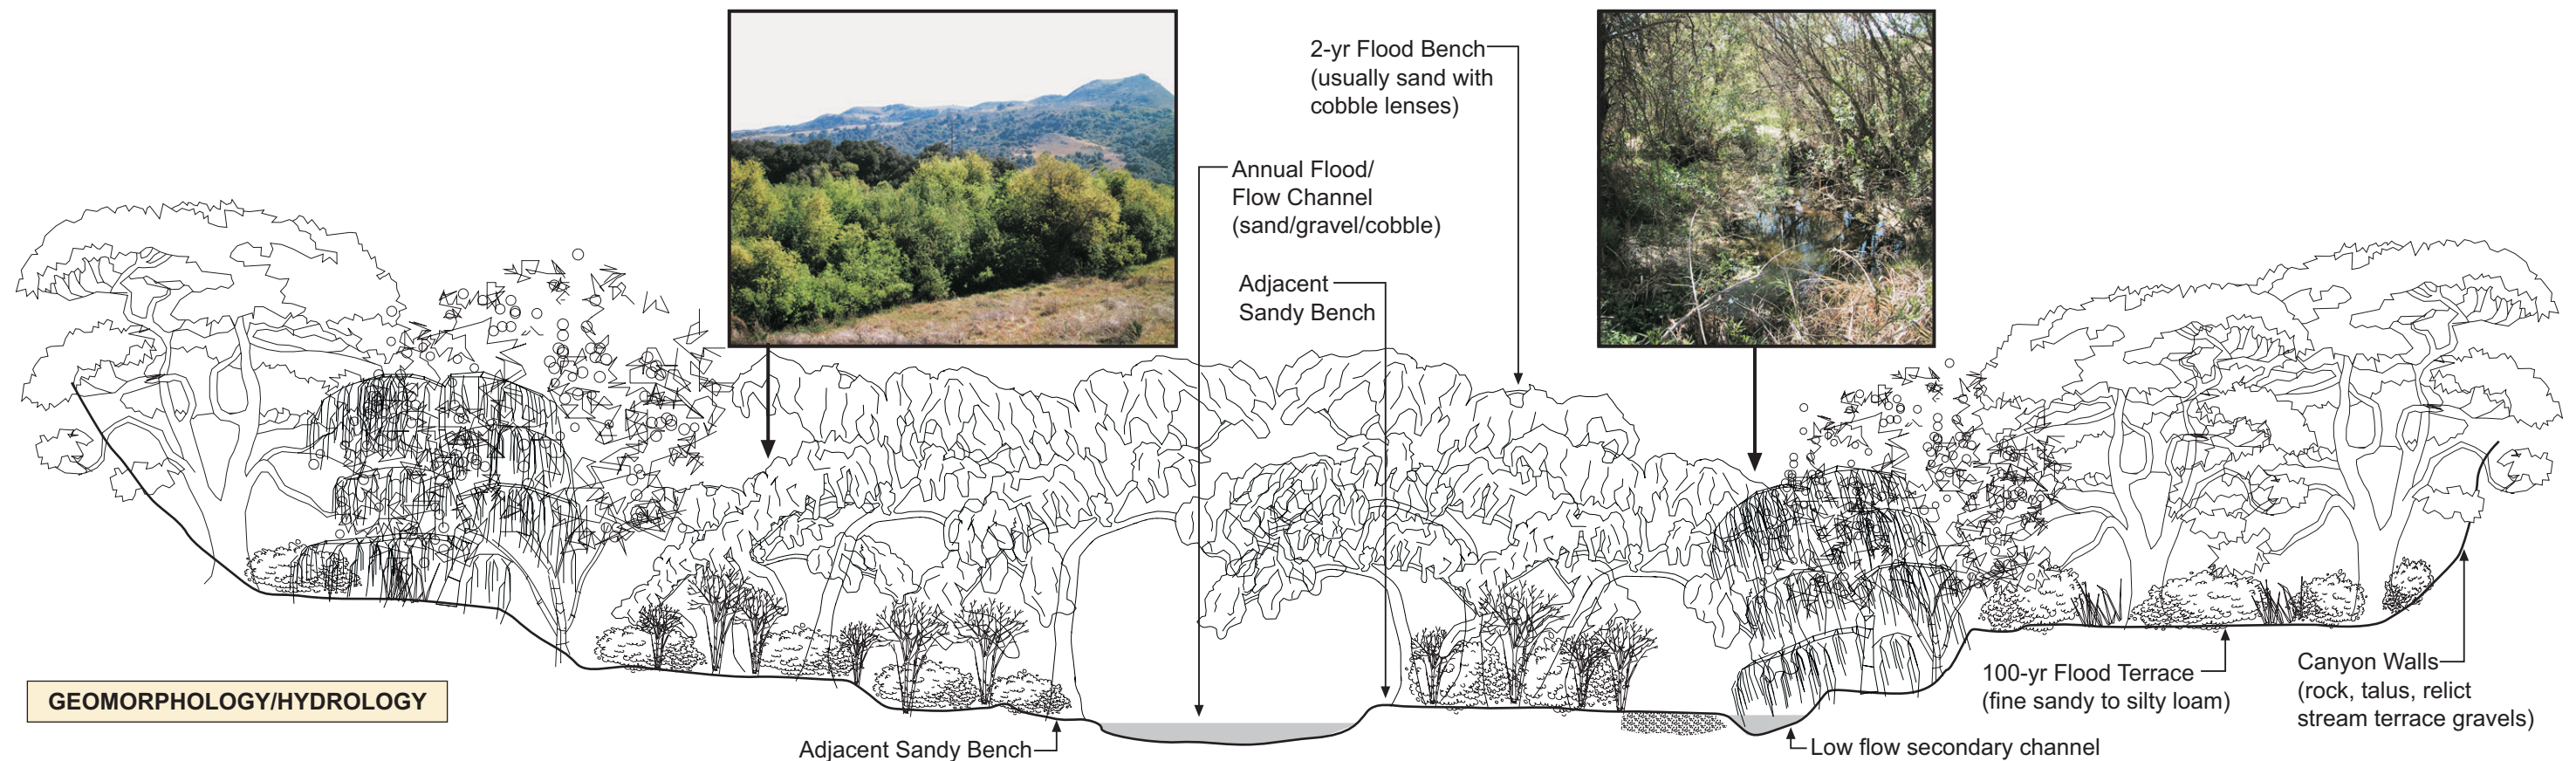 2-yr Flood Bench
(usually sand with
cobble lenses)
Annual Flood/
Flow Channel
(sand/gravel/cobble)
Adjacent
Sandy Bench
GEOMORPHOLOGY/HYDROLOGY
Adjacent Sandy Bench
Low flow secondary channel
100-yr Flood Terrace
(fine sandy to silty loam)
Canyon Walls
(rock, talus, relict
stream terrace gravels)